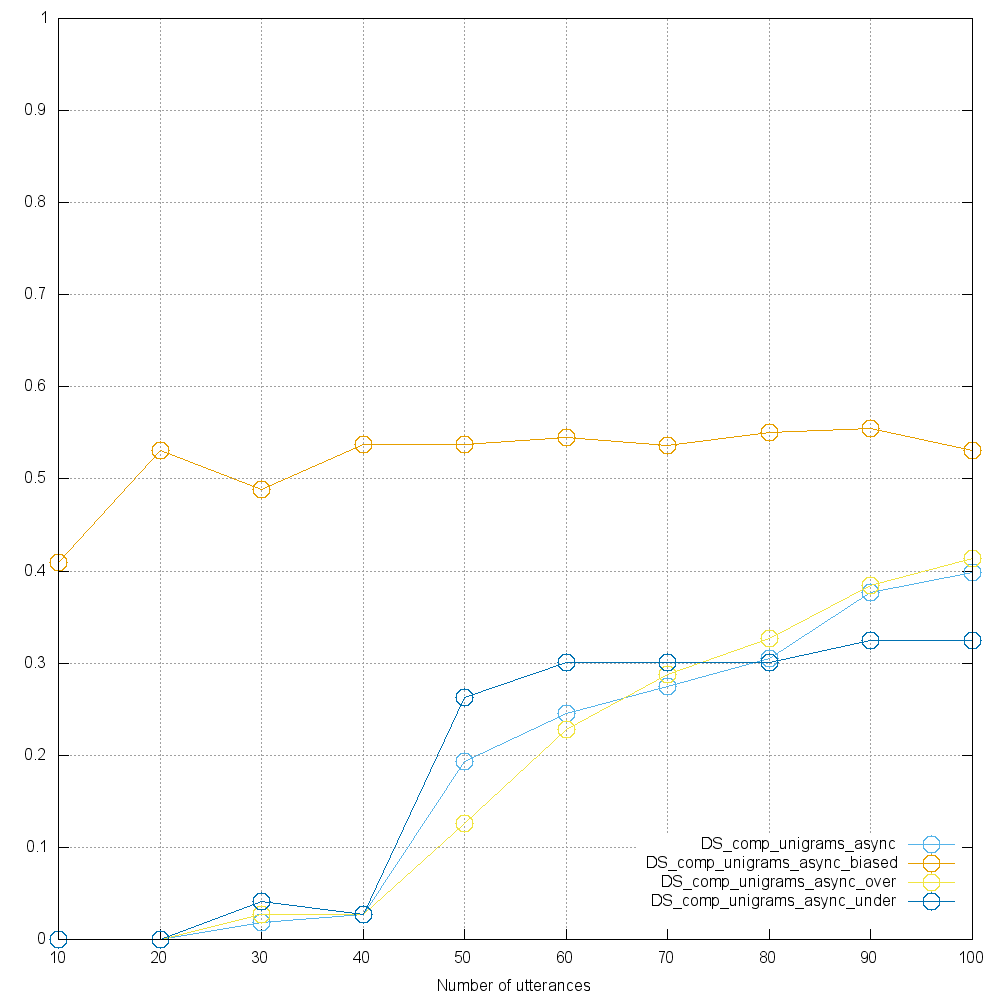 1
0.9
0.8
0.7
0.6
0.5
0.4
0.3
0.2
0.1
0
DS_comp_unigrams_async
DS_comp_unigrams_async_biased
DS_comp_unigrams_async_over
DS_comp_unigrams_async_under
10 20 30 40 50 60 70 80 90 100
Number of utterances